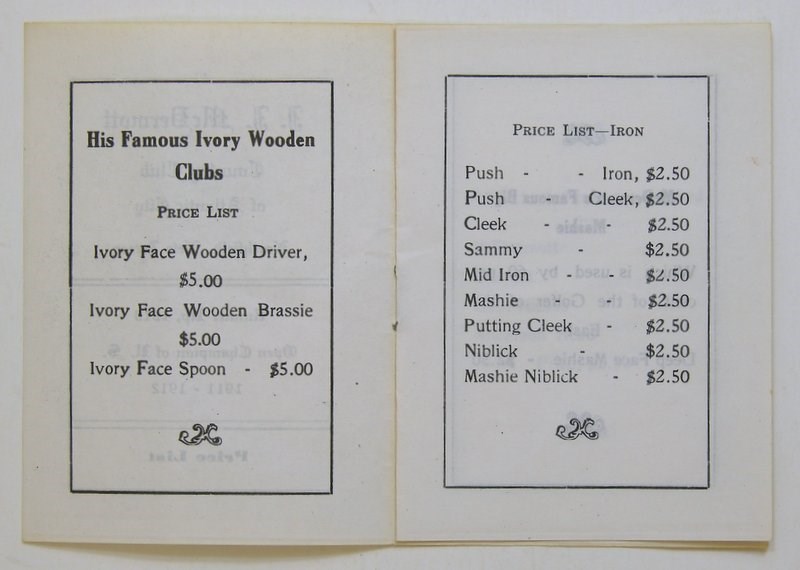 His Famous Ivory Wooden
Clubs
PRICE LIST
Ivory Face Wooden Driver,
$5.00
Ivory Face Wooden Brassie
$5.00
Ivory Face Spoon - $5.00
PRICE LIST—IRON
Push - - Iron, $2.50
Push - Cleek, $2.50
Cleek - - $2.50
Sammy - $2.50
Mid Iron - - $2.50
Mashie - - $2.50
Putting Cleek - $2.50
Niblick - $2.50
Mashie Niblick - $2.50